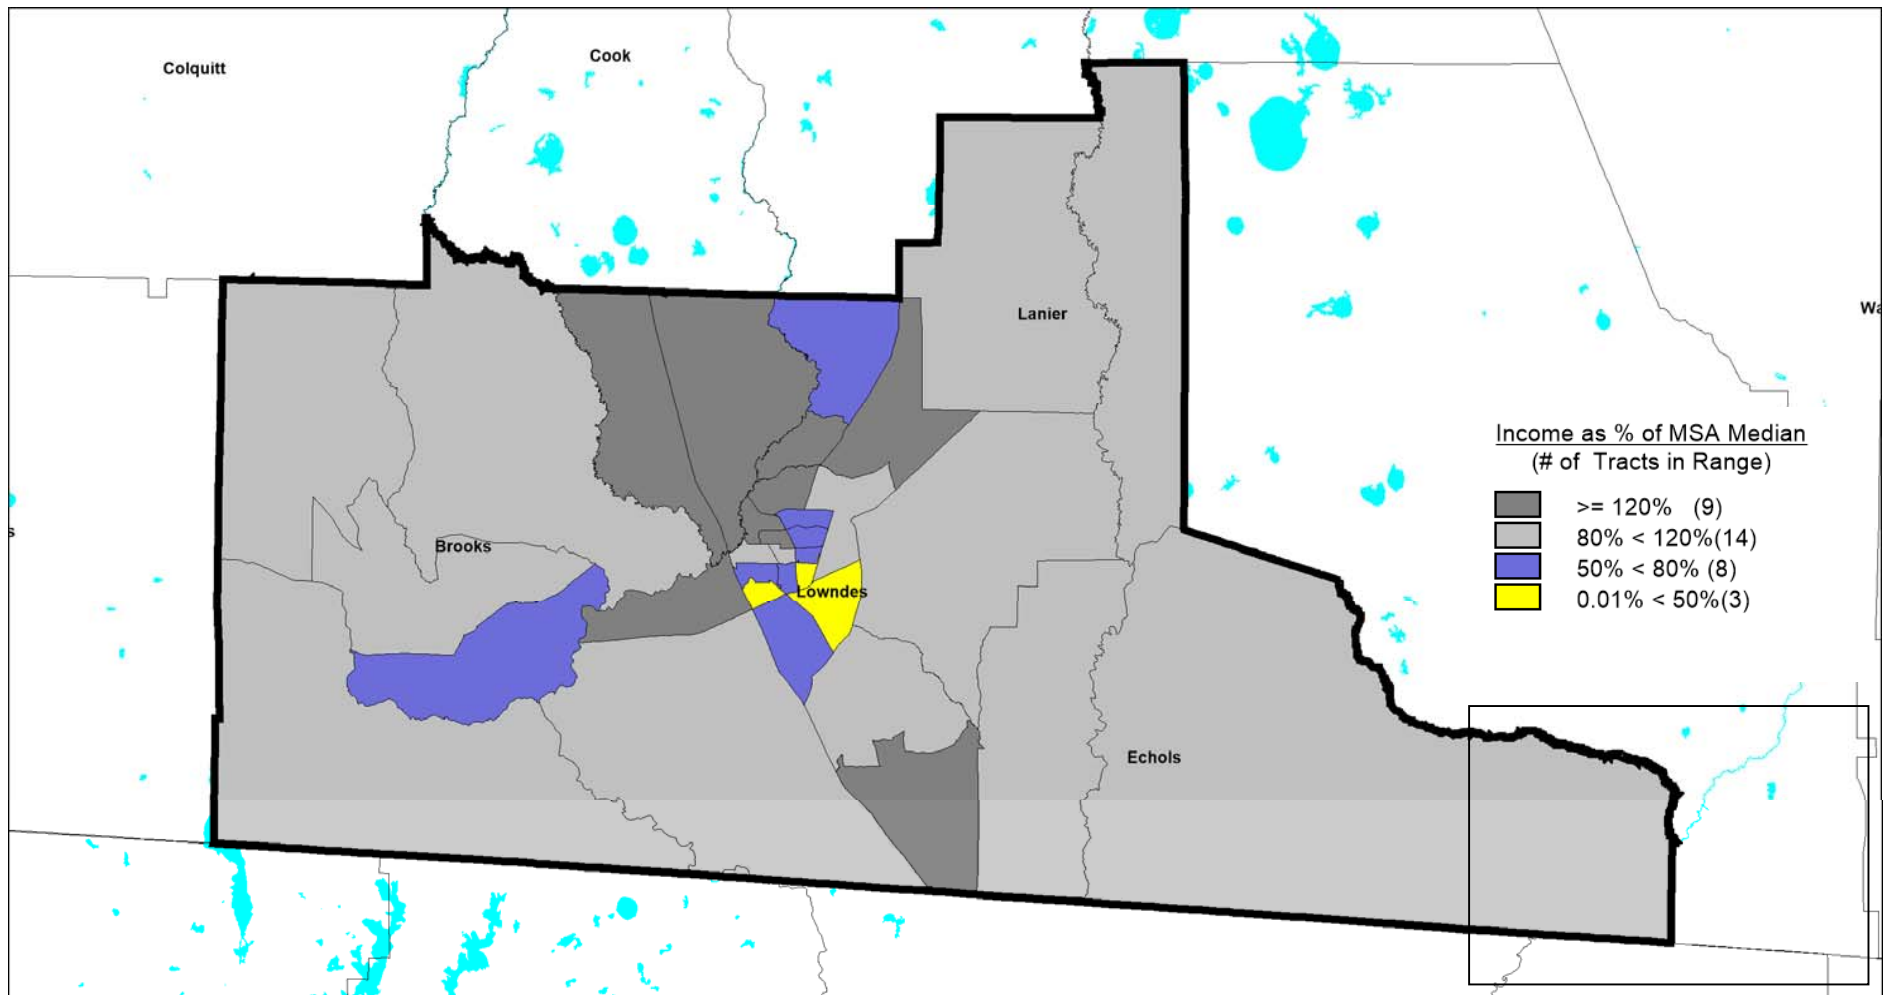 Cook
Colquitt
Wa
Lanier
Income as % of MSA Median
(# of Tracts in Range)
>= 120% (9)
80% < 120%(14)
50% < 80% (8)
0.01% < 50%(3)
s
Brooks
Lowndes
Echols